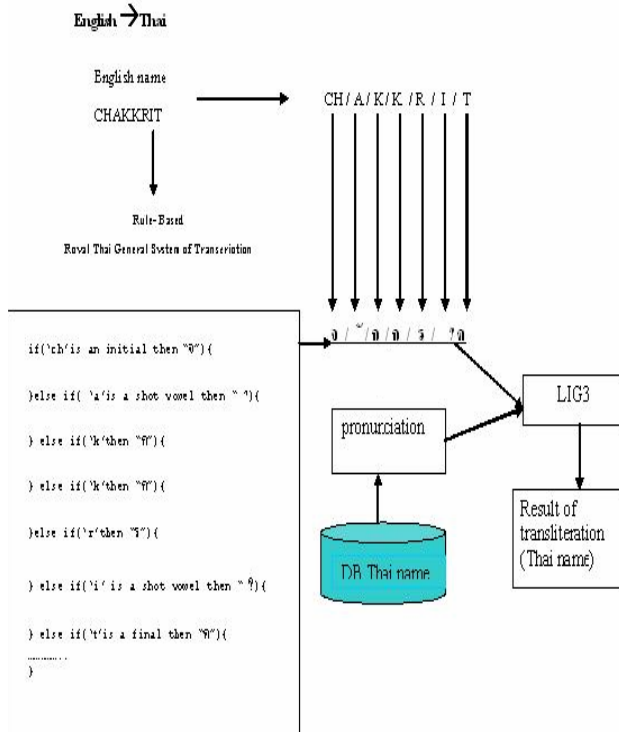 English → Thai
English name
CHAKKRIT
CH / A / K / K / R / I / T
Rule-Based
Royal Thai General System of Transcription
if('ch'is an initial then "จ"){
}else if( 'a'is a shot vowel then " ั"){
} else if('k'then "ก"){
} else if('k'then "ก"){
}else if('r'then "ร"){
} else if('i' is a shot vowel then " ิ"){
} else if('t'is a final then
}
pronunciation
LIG3
DB Thai name
Result of
transliteration
(Thai name)